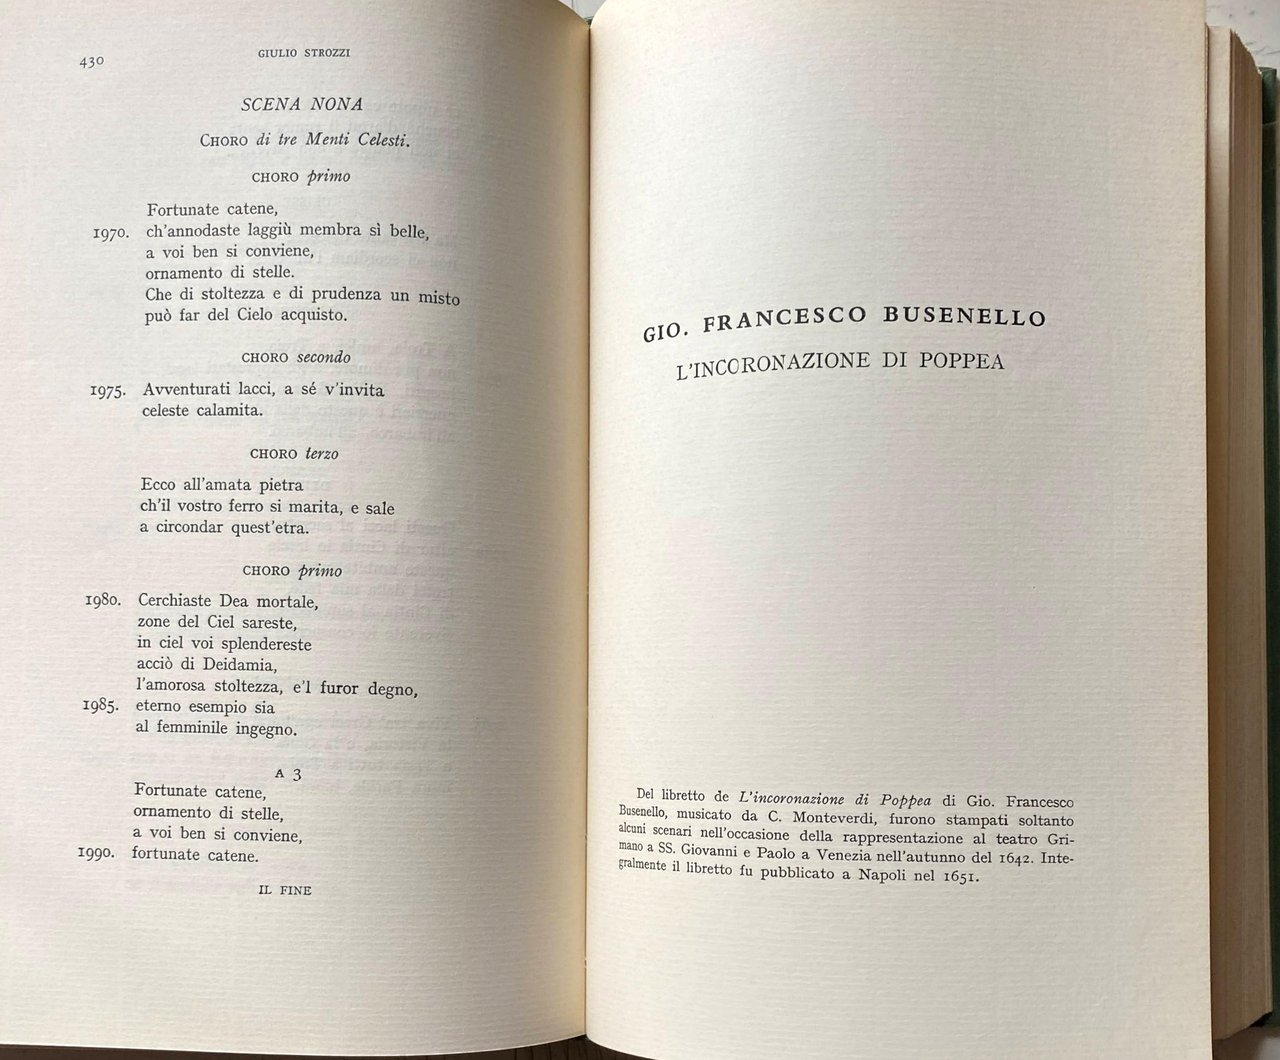 430
GIULIO STROZZI
SCENA NONA
CHORO di tre Menti Celesti.
CHORO primo
Fortunate catene,
1970. ch'annodaste laggiù membra sì belle,
a voi ben si conviene,
ornamento di stelle.
Che di stoltezza e di prudenza un misto
può far del Cielo acquisto.
CHORO secondo
1975. Avventurati lacci, a sé v'invita
celeste calamita.
CHORO terzo
Ecco all'amata pietra
ch'il vostro ferro si marita, e sale
a circondar quest'etra.
CHORO primo
1980. Cerchiaste Dea mortale,
zone del Ciel sareste,
in ciel voi splendereste
acciò di Deidamia,
l'amorosa stoltezza, e'l furor degno,
1985. eterno esempio sia
al femminile ingegno.
A 3
Fortunate catene,
ornamento di stelle,
a voi ben si conviene,
1990. fortunate catene.
IL FINE
GIO. FRANCESCO BUSENELLO
L'INCORONAZIONE DI POPPEA
Del libretto de L'incoronazione di Poppea di Gio. Francesco
Busenello, musicato da C. Monteverdi, furono stampati soltanto
alcuni scenari nell'occasione della rappresentazione al teatro Gri-
mano a SS. Giovanni e Paolo a Venezia nell'autunno del 1642. Inte-
gralmente il libretto fu pubblicato a Napoli nel 1651.